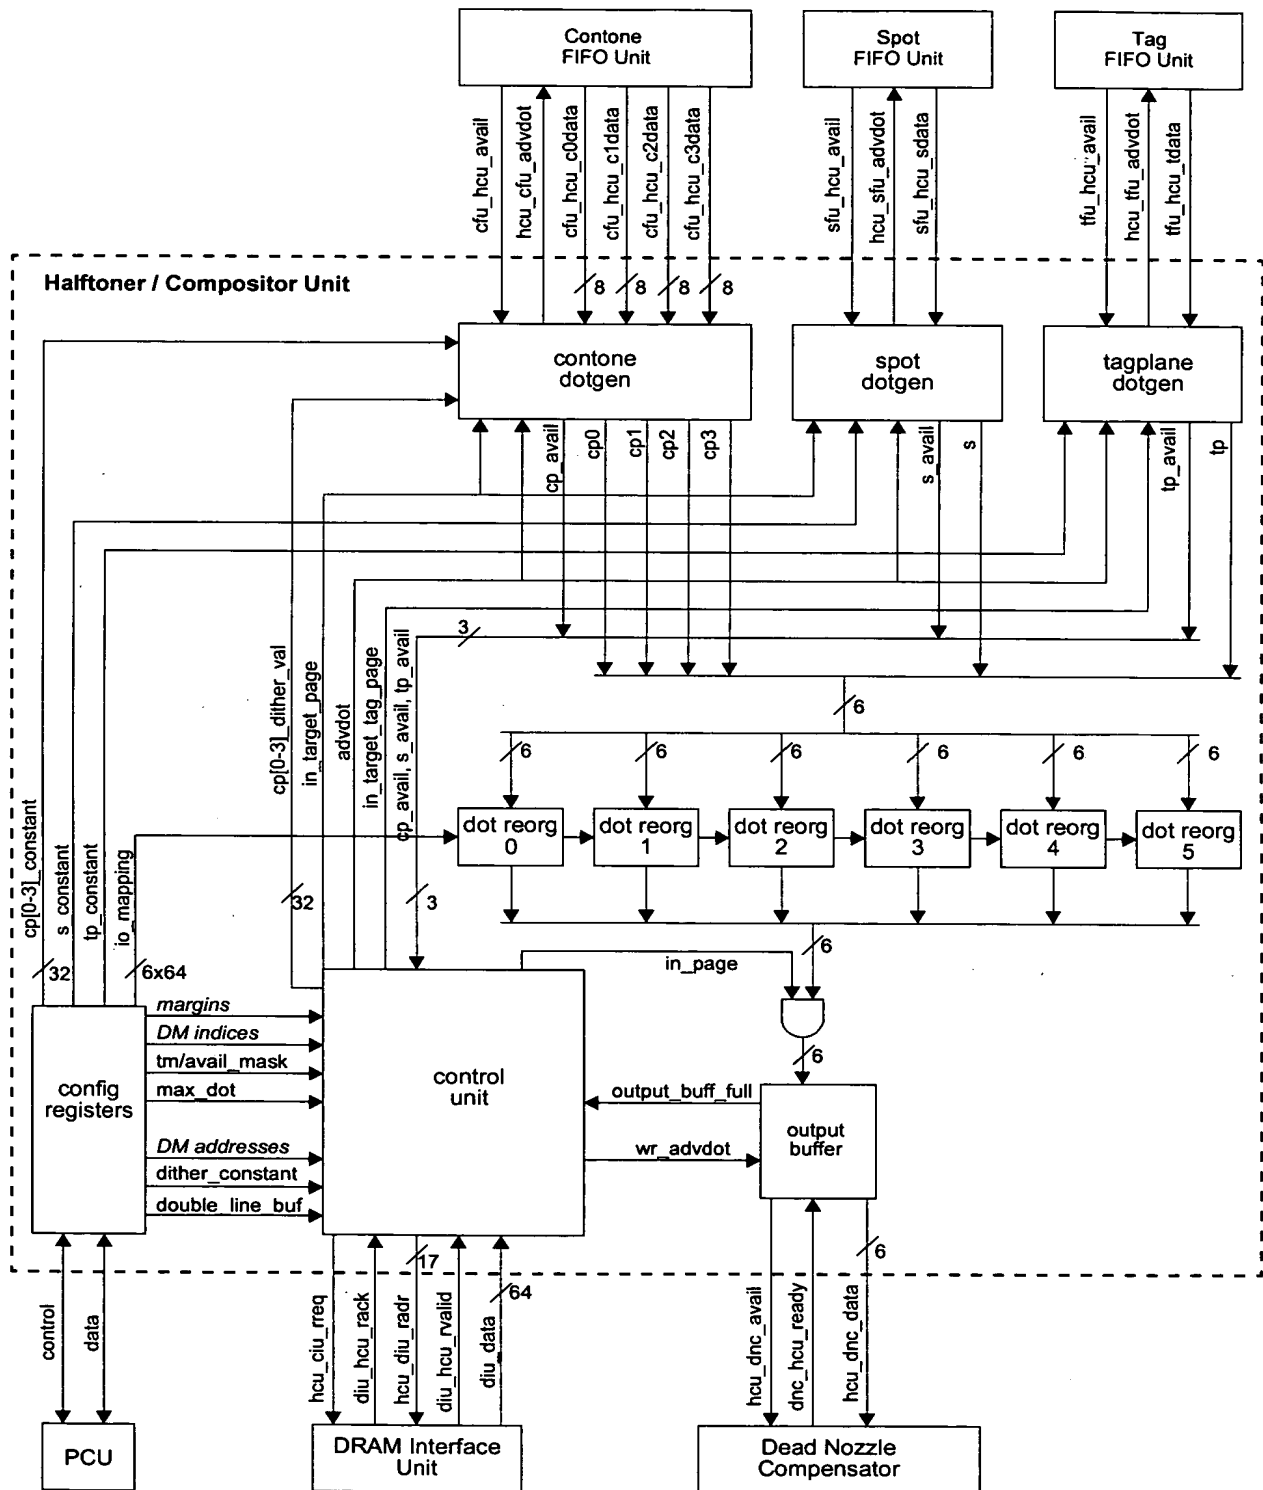 Contone
FIFO Unit
Spot
FIFO Unit
Tag
FIFO Unit
cfu_hcu_avail
hcu_cfu_advdot
cfu_hcu_c0data
cfu_hcu_c1data
cfu_hcu_c2data
cfu_hcu_c3data
sfu_hcu_avail
hcu_sfu_advdot
sfu_hcu_sdata
tfu_hcu_avail
hcu_tfu_advdot
tfu_hcu_tdata
Halftoner / Compositor Unit
8
8
8
8
contone
dotgen
spot
dotgen
tagplane
dotgen
cp_avail
cp0
cp1
cp2
cp3
s_avail
s
tp_avail
tp
3
cp[0-3]_dither_val
in_target_page
advdot
in_target_tag_page
cp_avail, s_avail, tp_avail
6
6
6
6
6
6
6
dot reorg
0
dot reorg
1
dot reorg
2
dot reorg
3
dot reorg
4
dot reorg
5
cp[0-3]_constant
s_constant
tp_constant
io_mapping
32
3
32
6x64
in_page
6
6
margins
DM indices
tm/avail_mask
max_dot
DM addresses
dither_constant
double_line_buf
config
registers
control
unit
output_buff_full
wr_advdot
output
buffer
17
64
6
control
data
hcu_ciu_rreq
diu_hcu_rack
hcu_diu_radr
diu_hcu_rvalid
diu_data
hcu_dnc_avail
dnc_hcu_ready
hcu_dnc_data
PCU
DRAM Interface
Unit
Dead Nozzle
Compensator